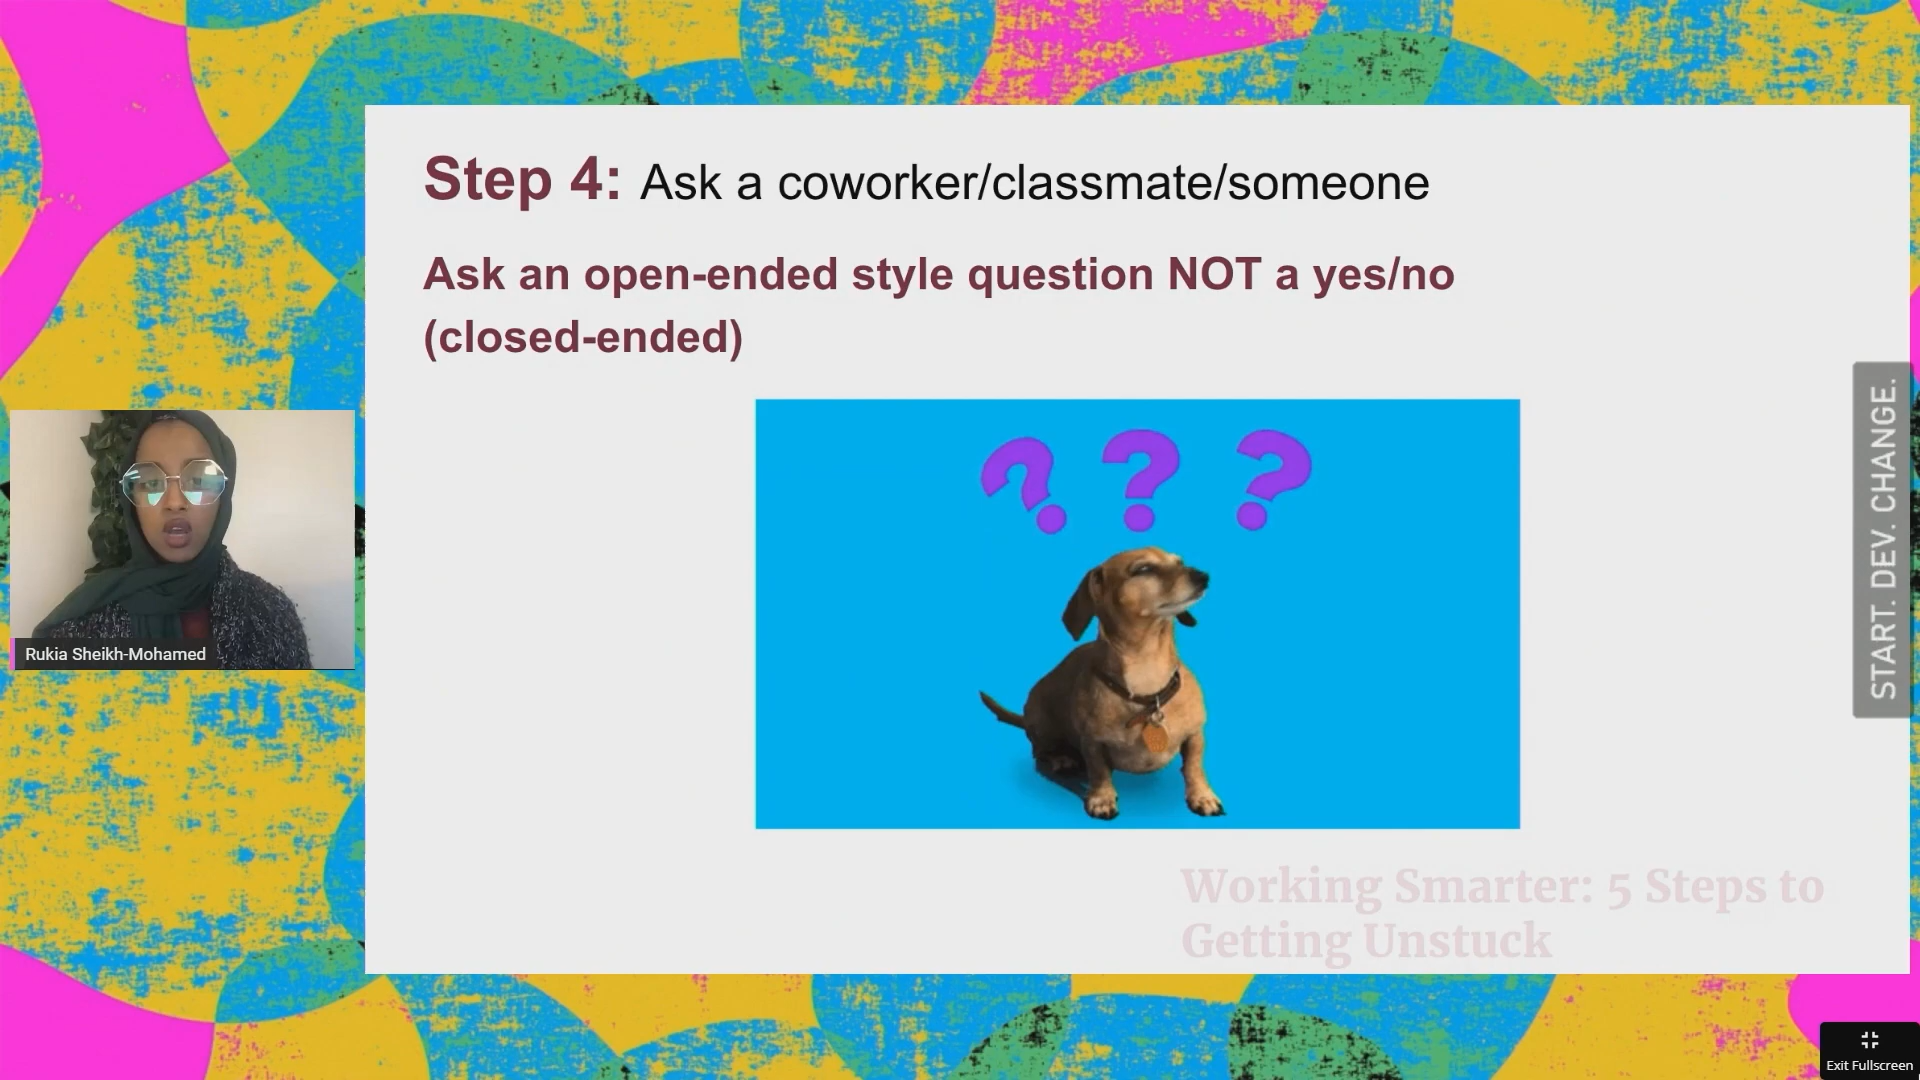 Step 4: Ask a coworker/classmate/someone
Ask an open-ended style question NOT a yes/no
(closed-ended)
? ? ?
Rukia Sheikh-Mohamed
START. DEV. CHANGE.
Working Smarter: 5 Steps to
Getting Unstuck
Exit Fullscreen